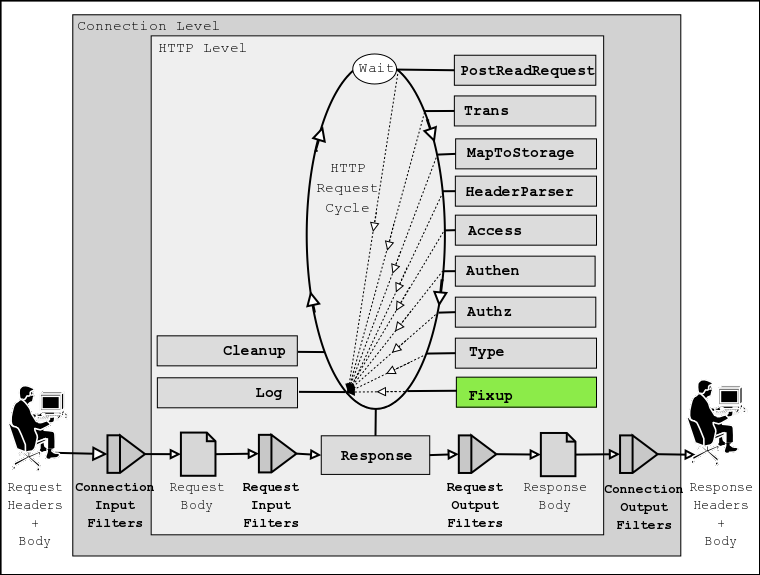 Connection Level
HTTP Level
Wait
PostReadRequest
Trans
MapToStorage
HTTP
Request
Cycle
HeaderParser
Access
Authen
Authz
Cleanup
Type
Log
Fixup
Response
Request
Headers
+
Body
Connection
Input
Filters
Request
Body
Request
Input
Filters
Request
Output
Filters
Response
Body
Connection
Output
Filters
Response
Headers
+
Body